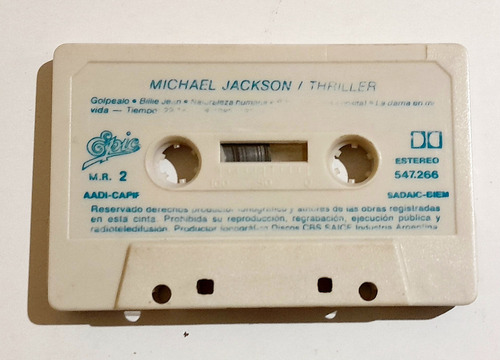 MICHAEL JACKSON / THRILLER
Golpealo • Billie Jean • Naturaleza humana • La dama en mi
vida — Tiempo:
Epic
M.R. 2
ESTEREO
547.266
AADI-CAPIF
SADAIC-BIEM
Reservado derechos productor fonográfico y autores de las obras registradas
en esta cinta. Prohibida su reproducción, regrabación, ejecución pública y
radioteledifusión. Productor fonográfico Discos CBS SAICF Industria Argentina